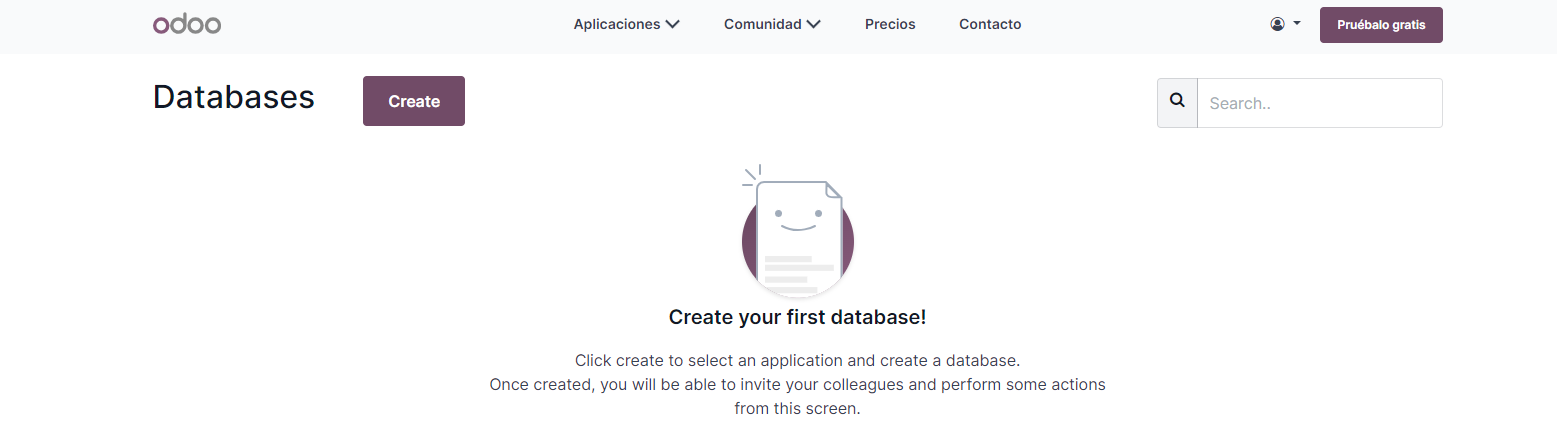 odoo
Aplicaciones
Comunidad
Precios
Contacto
Pruébalo gratis
Databases
Create
Search..
Create your first database!
Click create to select an application and create a database.
Once created, you will be able to invite your colleagues and perform some actions
from this screen.